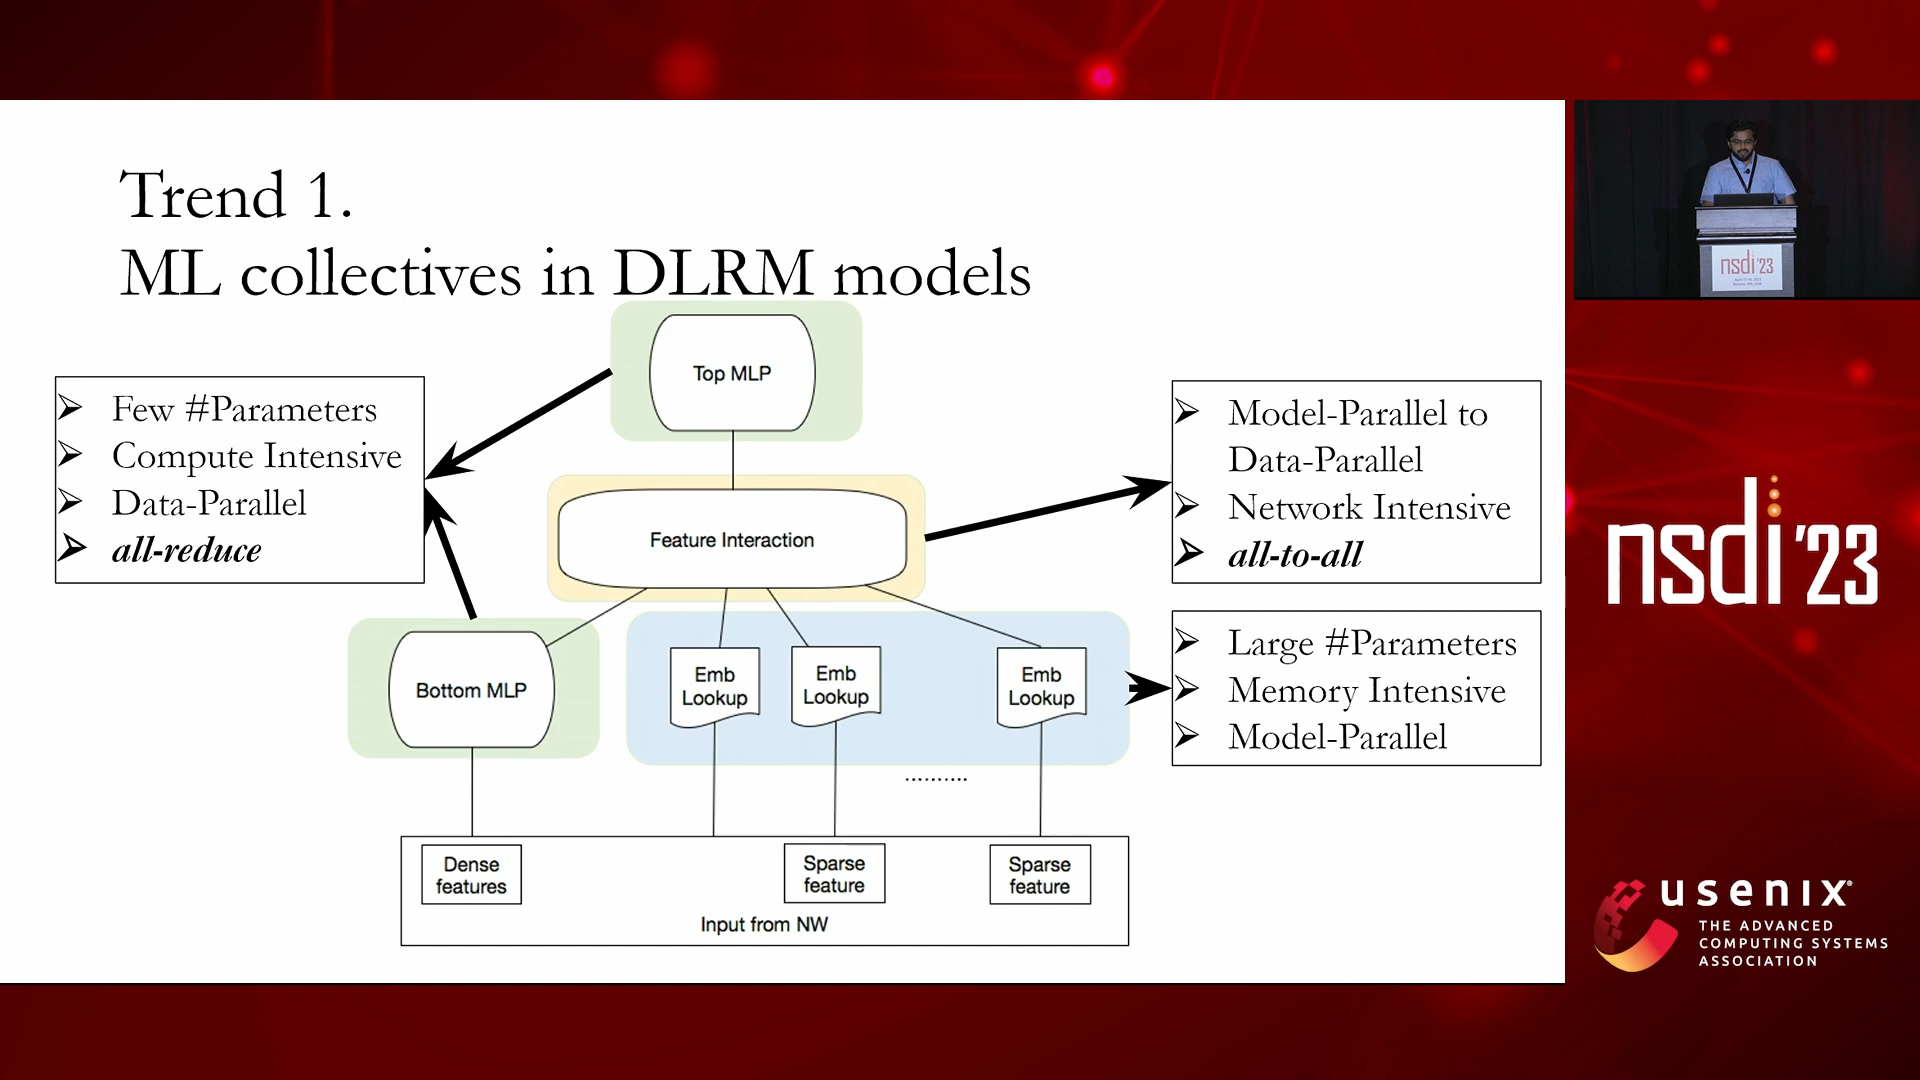 Trend 1.
ML collectives in DLRM models
Few #Parameters
Compute Intensive
Data-Parallel
all-reduce
Top MLP
Feature Interaction
Bottom MLP
Emb
Lookup
Emb
Lookup
Emb
Lookup
..........
Model-Parallel to
Data-Parallel
Network Intensive
all-to-all
Large #Parameters
Memory Intensive
Model-Parallel
Dense
features
Sparse
feature
Sparse
feature
Input from NW
nsdi'23
nsdi'23
usenix®
THE ADVANCED
COMPUTING SYSTEMS
ASSOCIATION